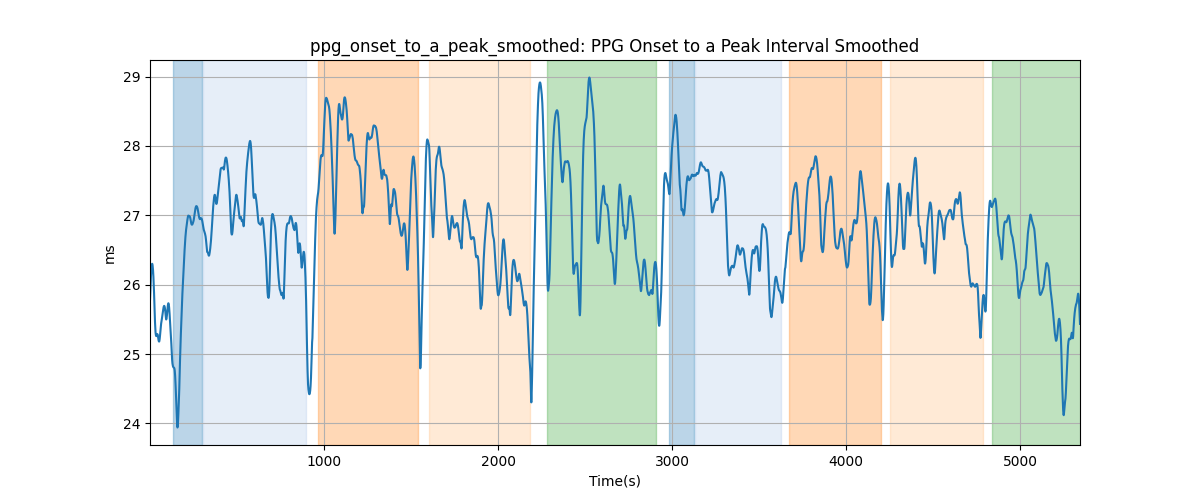 ppg_onset_to_a_peak_smoothed: PPG Onset to a Peak Interval Smoothed
29
28
27
26
25
24
ms
1000 2000 3000 4000 5000
Time(s)